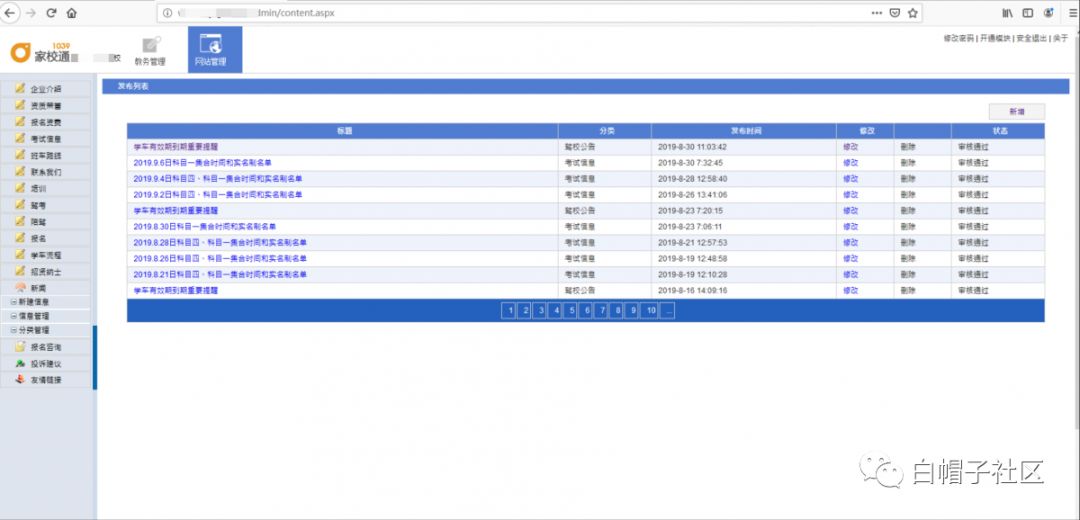 dmin/content.aspx
修改密码 | 开通模块 | 安全退出 | 关于
1039
家校通
校
教务管理
网站管理
发布列表
企业介绍
资质荣誉
报名资费
考试信息
班车路线
联系我们
培训
驾考
陪驾
报名
学车流程
招贤纳士
新闻
新建信息
信息管理
分类管理
报名咨询
投诉建议
友情链接
新增
标题 分类 发布时间 修改 状态
学车有效期到期重要提醒 驾校公告 2019-8-30 11:03:42 修改 删除 审核通过
2019.9.6日科目一集合时间和实名制名单 考试信息 2019-8-30 7:32:45 修改 删除 审核通过
2019.9.4日科目四、科目一集合时间和实名制名单 考试信息 2019-8-28 12:58:40 修改 删除 审核通过
2019.9.2日科目四、科目一集合时间和实名制名单 考试信息 2019-8-26 13:41:06 修改 删除 审核通过
学车有效期到期重要提醒 驾校公告 2019-8-23 7:20:15 修改 删除 审核通过
2019.8.30日科目一集合时间和实名制名单 考试信息 2019-8-23 7:06:11 修改 删除 审核通过
2019.8.28日科目四、科目一集合时间和实名制名单 考试信息 2019-8-21 12:57:53 修改 删除 审核通过
2019.8.26日科目四、科目一集合时间和实名制名单 考试信息 2019-8-19 12:48:58 修改 删除 审核通过
2019.8.21日科目四、科目一集合时间和实名制名单 考试信息 2019-8-19 12:10:28 修改 删除 审核通过
学车有效期到期重要提醒 驾校公告 2019-8-16 14:09:16 修改 删除 审核通过
1 2 3 4 5 6 7 8 9 10 ...
白帽子社区